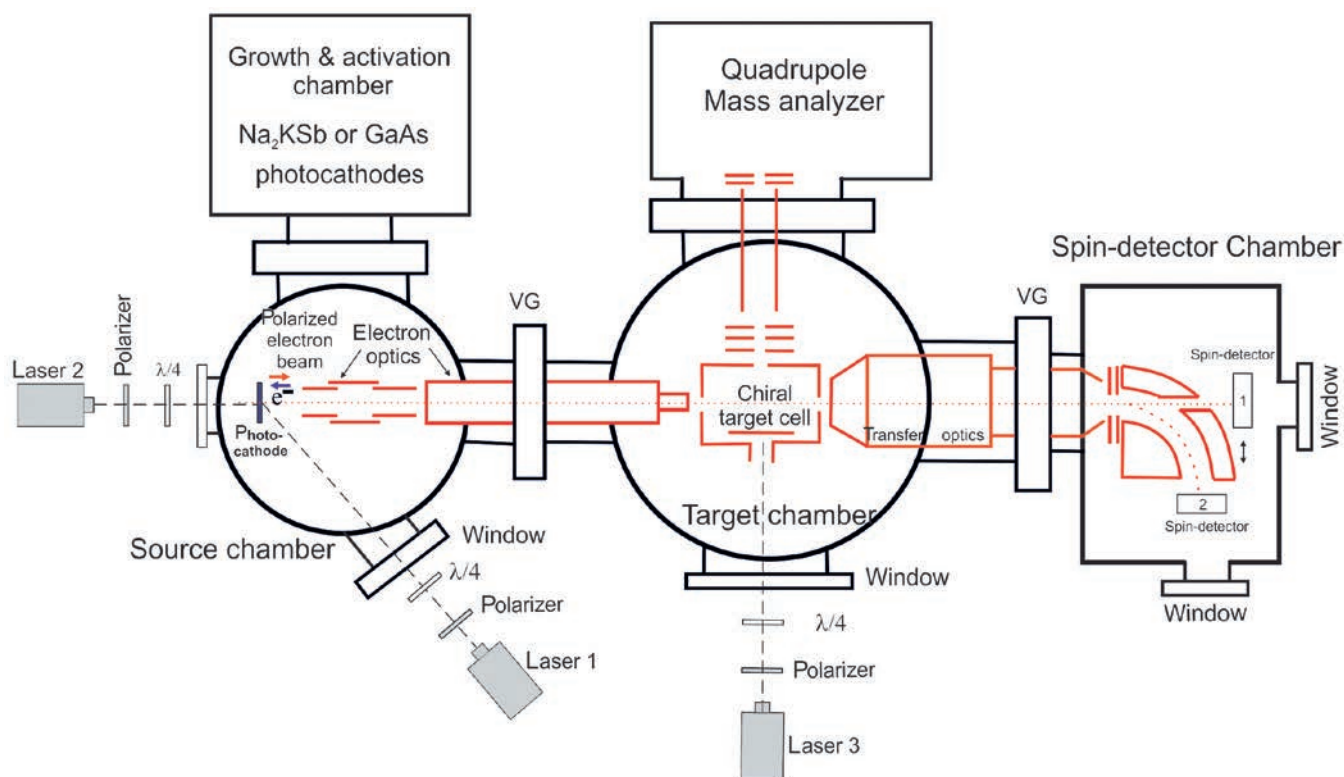 Growth & activation
chamber
Na₂KSb or GaAs
photocathodes
Quadrupole
Mass analyzer
Spin-detector Chamber
VG
VG
Polarizer
λ/4
Laser 2
Polarized
electron
beam
e⁻
Electron
optics
Photo-
cathode
Chiral
target cell
Transfer optics
Spin-detector
1
2
Spin-detector
Window
Window
Source chamber
Window
λ/4
Polarizer
Laser 1
Target chamber
Window
λ/4
Polarizer
Laser 3